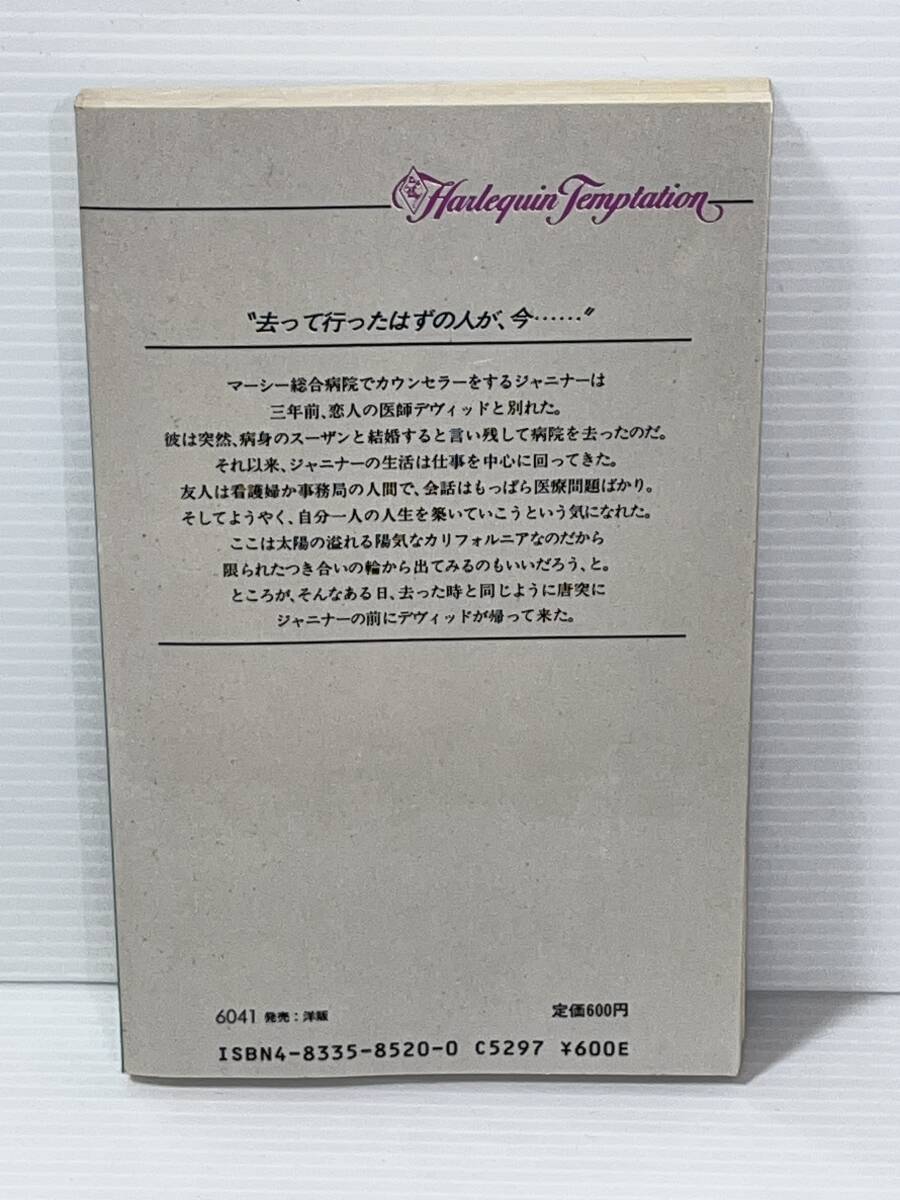 Harlequin Temptation
〝去って行ったはずの人が、今……〟
マーシー総合病院でカウンセラーをするジャニナーは
三年前、恋人の医師デヴィッドと別れた。
彼は突然、病身のスーザンと結婚すると言い残して病院を去ったのだ。
それ以来、ジャニナーの生活は仕事を中心に回ってきた。
友人は看護婦か事務局の人間で、会話はもっぱら医療問題ばかり。
そしてようやく、自分一人の人生を築いていこうという気になれた。
ここは太陽の溢れる陽気なカリフォルニアなのだから
限られたつき合いの輪から出てみるのもいいだろう、と。
ところが、そんなある日、去った時と同じように唐突に
ジャニナーの前にデヴィッドが帰って来た。
6041 発売：洋販 定価600円
ISBN4-8335-8520-0 C5297 ¥600E